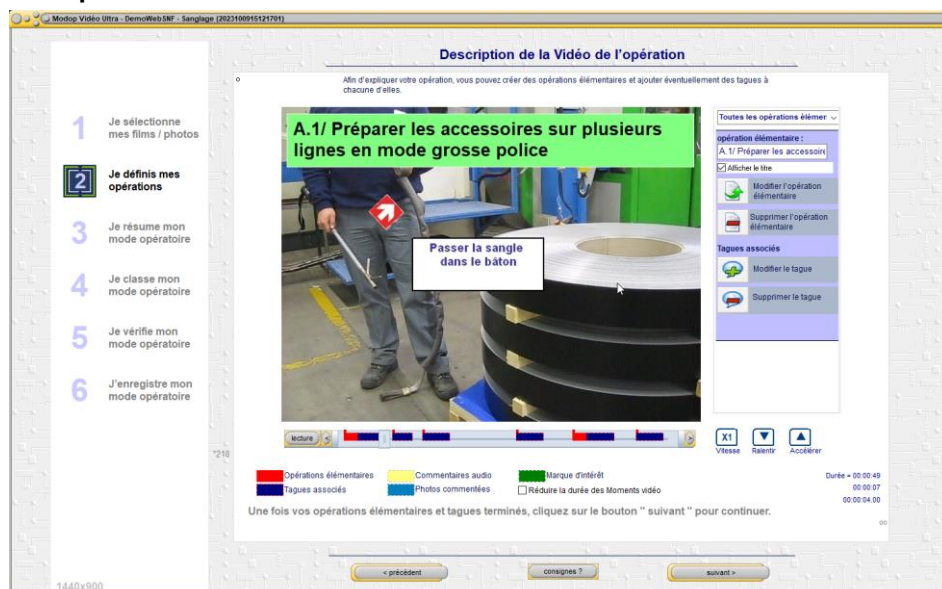 Modop Vidéo Ultra - DemoWebSNF - Sanglage (2023100915121701)
Description de la Vidéo de l'opération
Afin d'expliquer votre opération, vous pouvez créer des opérations élémentaires et ajouter éventuellement des tagues à
chacune d'elles.
1
Je sélectionne
mes films / photos
2
Je définis mes
opérations
3
Je résume mon
mode opératoire
4
Je classe mon
mode opératoire
5
Je vérifie mon
mode opératoire
6
J'enregistre mon
mode opératoire
1440x900
*218
A.1/ Préparer les accessoires sur plusieurs
lignes en mode grosse police
Passer la sangle
dans le bâton
Toutes les opérations élémer
opération élémentaire :
A.1/ Préparer les accessoire
Afficher le titre
Modifier l'opération
élémentaire
Supprimer l'opération
élémentaire
Tagues associés
Modifier le tague
Supprimer le tague
lecture
<
>
X1
Vitesse
Ralentir
Accélérer
Opérations élémentaires
Commentaires audio
Marque d'intérêt
Tagues associés
Photos commentées
Réduire la durée des Moments vidéo
Durée = 00:00:49
00:00:07
00:00:04.00
Une fois vos opérations élémentaires et tagues terminés, cliquez sur le bouton " suivant " pour continuer.
< précédent
consignes ?
suivant >